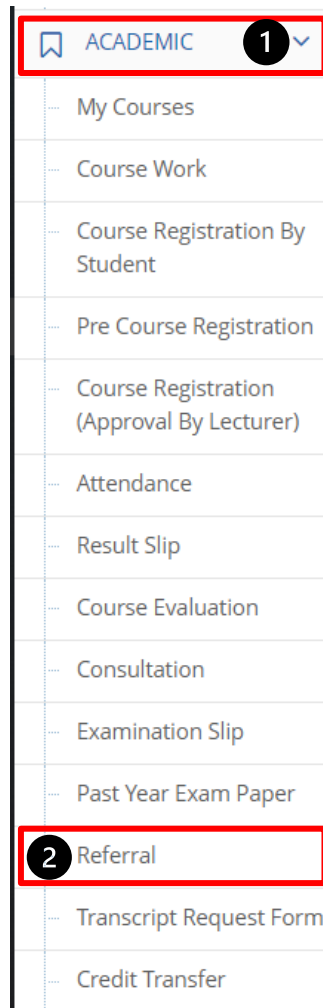 ACADEMIC 1
My Courses
Course Work
Course Registration By
Student
Pre Course Registration
Course Registration
(Approval By Lecturer)
Attendance
Result Slip
Course Evaluation
Consultation
Examination Slip
Past Year Exam Paper
2 Referral
Transcript Request Form
Credit Transfer